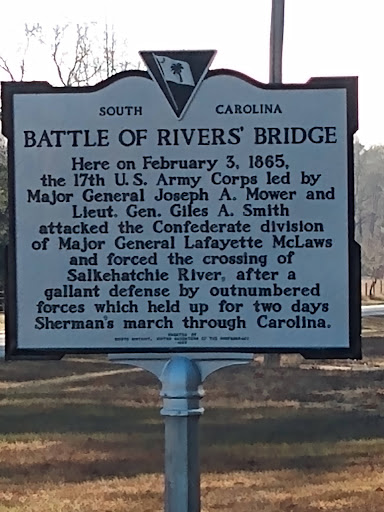 SOUTH CAROLINA
BATTLE OF RIVERS' BRIDGE
Here on February 3, 1865,
the 17th U.S. Army Corps led by
Major General Joseph A. Mower and
Lieut. Gen. Giles A. Smith
attacked the Confederate division
of Major General Lafayette McLaws
and forced the crossing of
Salkehatchie River, after a
gallant defense by outnumbered
forces which held up for two days
Sherman's march through Carolina.